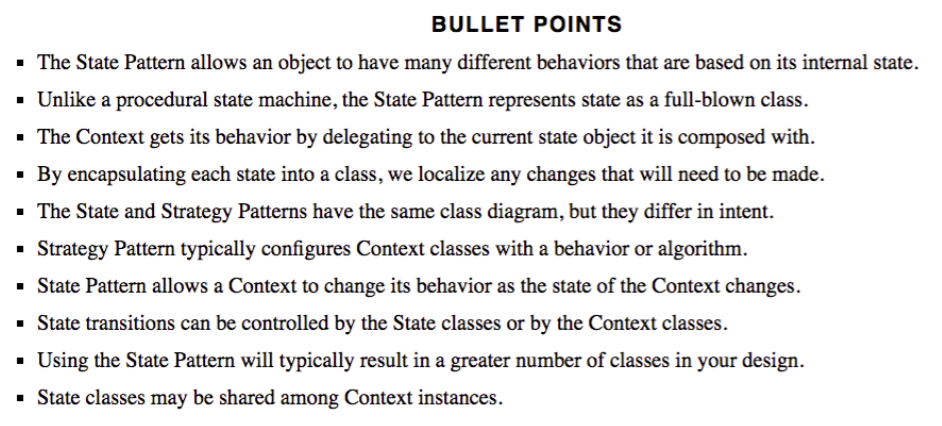 BULLET POINTS
▪ The State Pattern allows an object to have many different behaviors that are based on its internal state.
▪ Unlike a procedural state machine, the State Pattern represents state as a full-blown class.
▪ The Context gets its behavior by delegating to the current state object it is composed with.
▪ By encapsulating each state into a class, we localize any changes that will need to be made.
▪ The State and Strategy Patterns have the same class diagram, but they differ in intent.
▪ Strategy Pattern typically configures Context classes with a behavior or algorithm.
▪ State Pattern allows a Context to change its behavior as the state of the Context changes.
▪ State transitions can be controlled by the State classes or by the Context classes.
▪ Using the State Pattern will typically result in a greater number of classes in your design.
▪ State classes may be shared among Context instances.